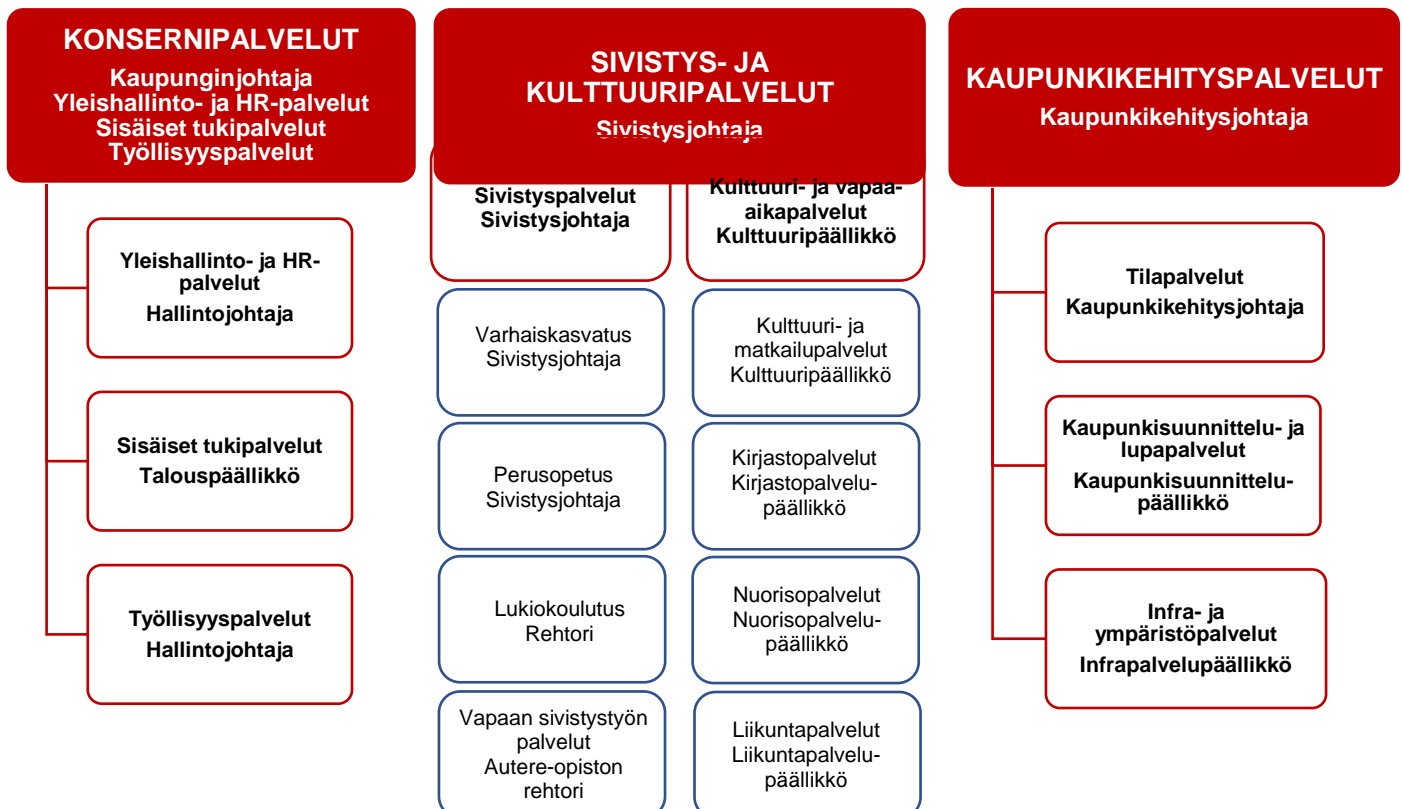 KONSERNIPALVELUT
Kaupunginjohtaja
Yleishallinto- ja HR-palvelut
Sisäiset tukipalvelut
Työllisyyspalvelut
Yleishallinto- ja HR-
palvelut
Hallintojohtaja
Sisäiset tukipalvelut
Talouspäällikkö
Työllisyyspalvelut
Hallintojohtaja
SIVISTYS- JA
KULTTUURIPALVELUT
Sivistysjohtaja
Sivistyspalvelut
Sivistysjohtaja
Varhaiskasvatus
Sivistysjohtaja
Perusopetus
Sivistysjohtaja
Lukiokoulutus
Rehtori
Vapaan sivistystyön
palvelut
Autere-opiston
rehtori
Kulttuuri- ja vapaa-
aikapalvelut
Kulttuuripäällikkö
Kulttuuri- ja
matkailupalvelut
Kulttuuripäällikkö
Kirjastopalvelut
Kirjastopalvelu-
päällikkö
Nuorisopalvelut
Nuorisopalvelu-
päällikkö
Liikuntapalvelut
Liikuntapalvelu-
päällikkö
KAUPUNKIKEHITYSPALVELUT
Kaupunkikehitysjohtaja
Tilapalvelut
Kaupunkikehitysjohtaja
Kaupunkisuunnittelu- ja
lupapalvelut
Kaupunkisuunnittelu-
päällikkö
Infra- ja
ympäristöpalvelut
Infrapalvelupäällikkö